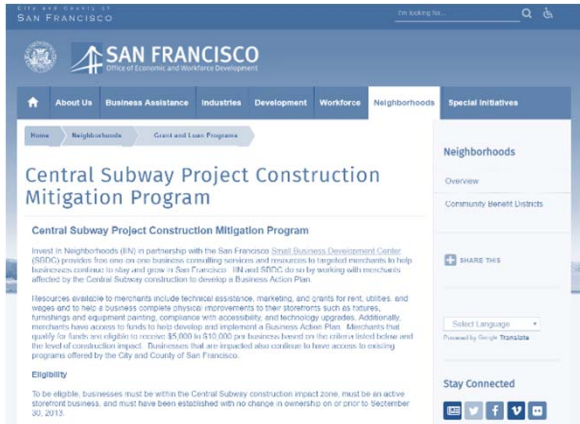 City and County of
SAN FRANCISCO
I'm looking for...
SAN FRANCISCO
Office of Economic and Workforce Development
About Us Business Assistance Industries Development Workforce Neighborhoods Special Initiatives
Home Neighborhoods Grant and Loan Programs
Central Subway Project Construction
Mitigation Program
Central Subway Project Construction Mitigation Program
Invest In Neighborhoods (IIN) in partnership with the San Francisco Small Business Development Center
(SBDC) provides free one on one business consulting services and resources to targeted merchants to help
businesses continue to stay and grow in San Francisco. IIN and SBDC do so by working with merchants
affected by the Central Subway construction to develop a Business Action Plan.
Resources available to merchants include technical assistance, marketing, and grants for rent, utilities, and
wages and to help a business complete physical improvements to their storefronts such as fixtures,
furnishings and equipment painting, compliance with accessibility, and technology upgrades. Additionally,
merchants have access to funds to help develop and implement a Business Action Plan. Merchants that
qualify for funds are eligible to receive $5,000 to $10,000 per business based on the criteria listed below and
the level of construction impact. Businesses that are impacted also continue to have access to existing
programs offered by the City and County of San Francisco.
Eligibility
To be eligible, businesses must be within the Central Subway construction impact zone, must be an active
storefront business, and must have been established with no change in ownership on or prior to September
30, 2013.
Neighborhoods
Overview
Community Benefit Districts
SHARE THIS
Select Language
Powered by Google Translate
Stay Connected